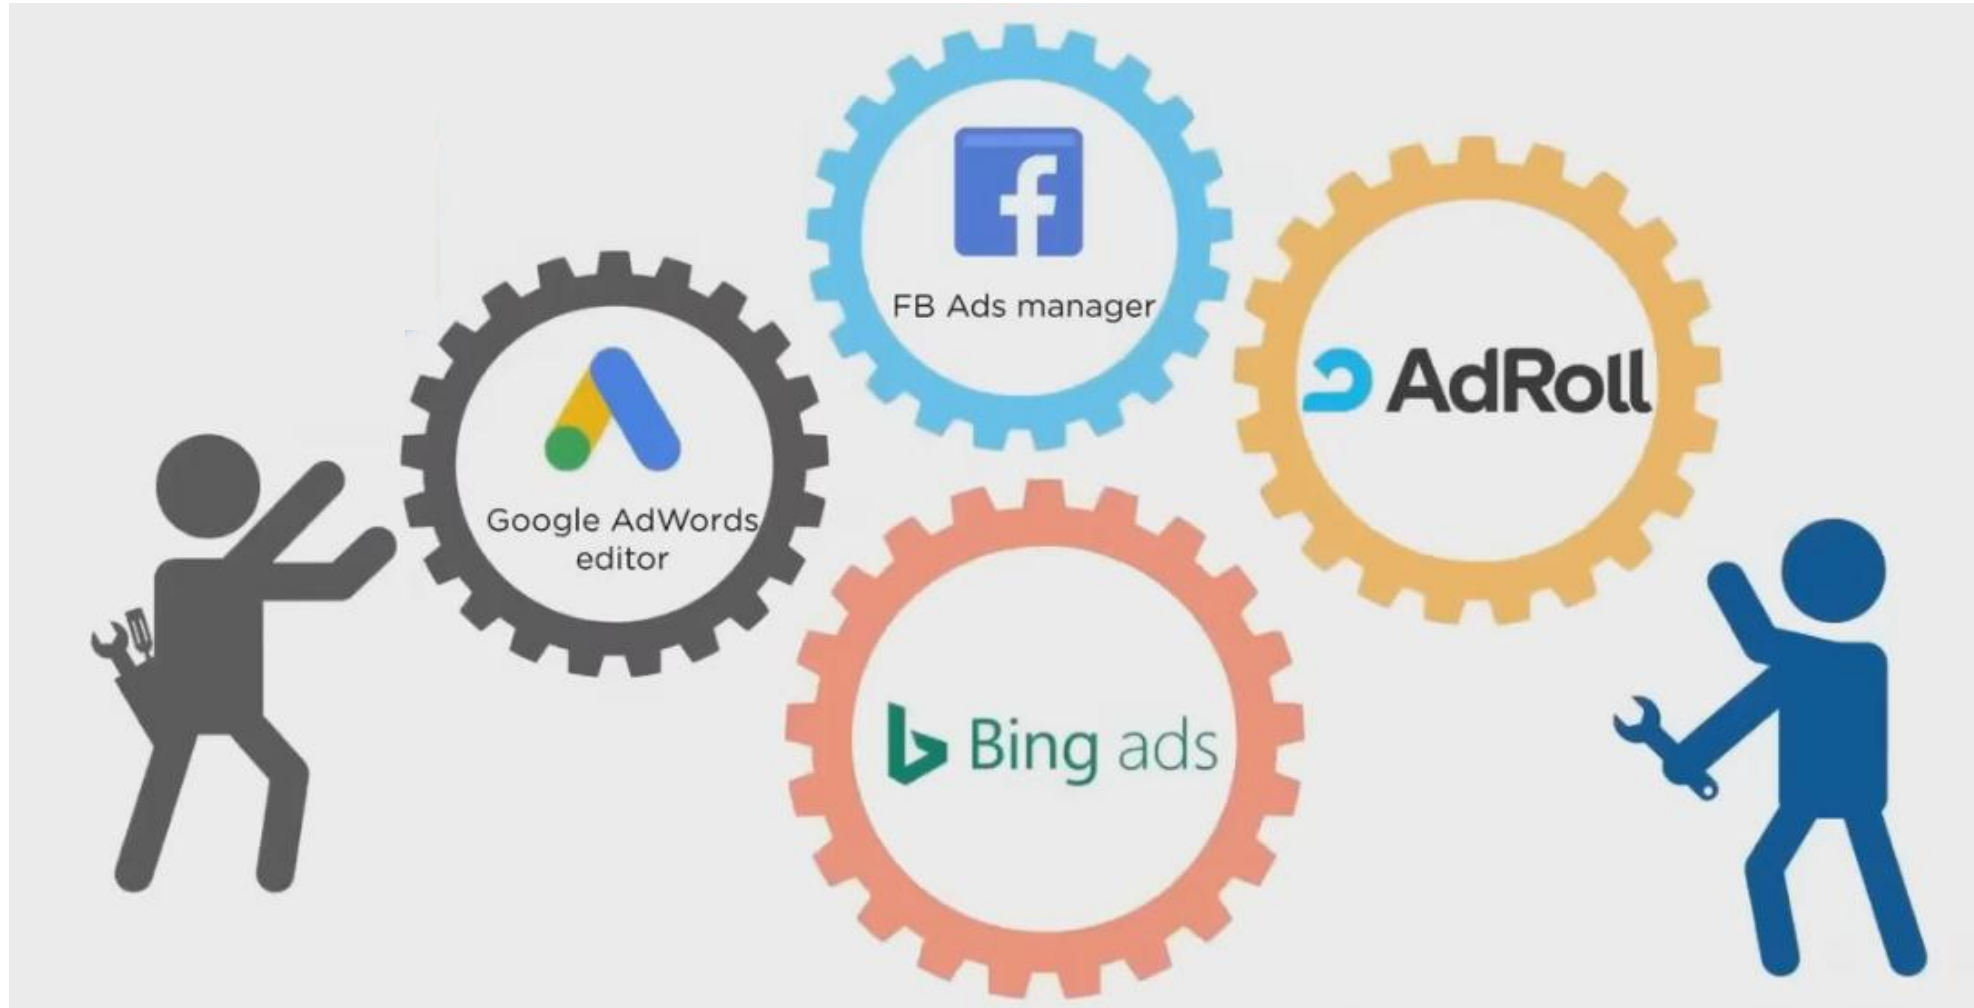 FB Ads manager
AdRoll
Google AdWords
editor
Bing ads